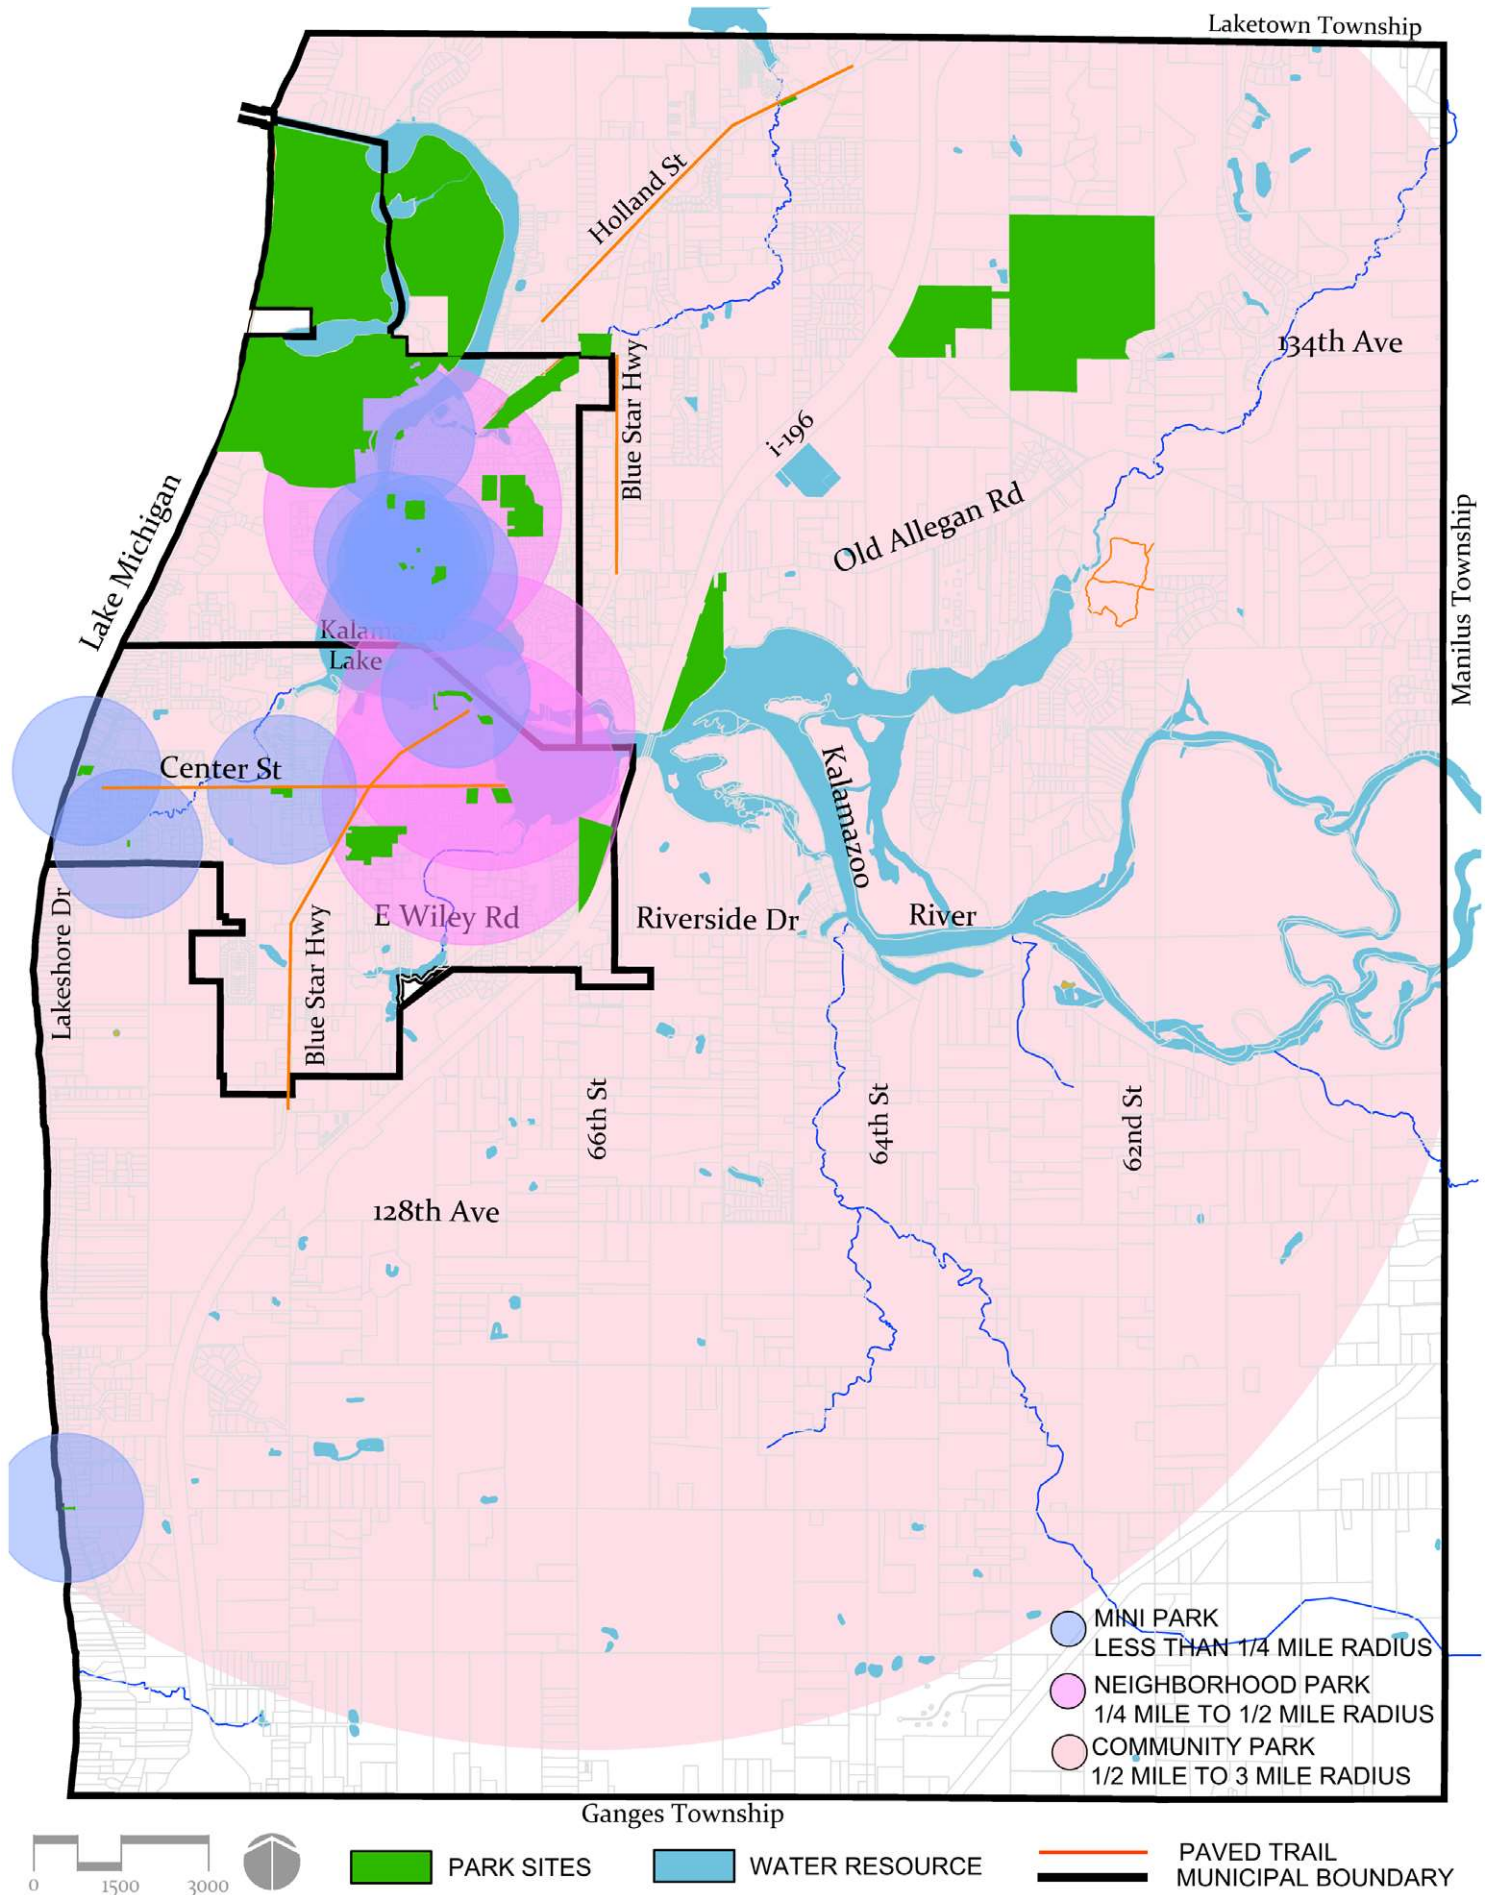 Laketown Township
Holland St
134th Ave
Blue Star Hwy
i-196
Old Allegan Rd
Manilus Township
Lake Michigan
Kalamazoo
Lake
Center St
Kalamazoo
River
E Wiley Rd
Riverside Dr
Lakeshore Dr
Blue Star Hwy
66th St
64th St
62nd St
128th Ave
MINI PARK
LESS THAN 1/4 MILE RADIUS
NEIGHBORHOOD PARK
1/4 MILE TO 1/2 MILE RADIUS
COMMUNITY PARK
1/2 MILE TO 3 MILE RADIUS
Ganges Township
0 1500 3000
PARK SITES
WATER RESOURCE
PAVED TRAIL
MUNICIPAL BOUNDARY